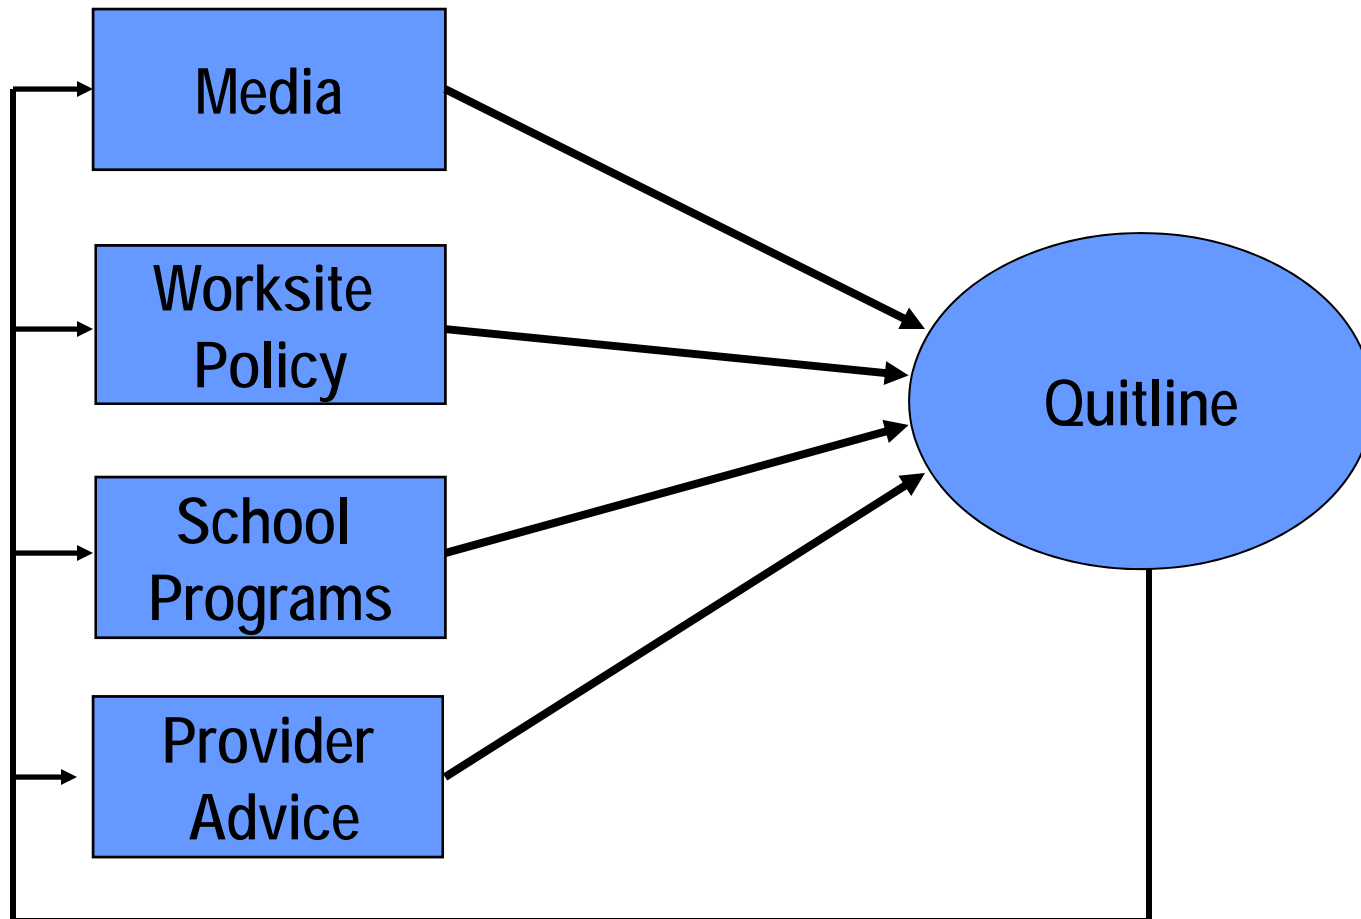 Media
Worksite
Policy
School
Programs
Provider
Advice
Quitline